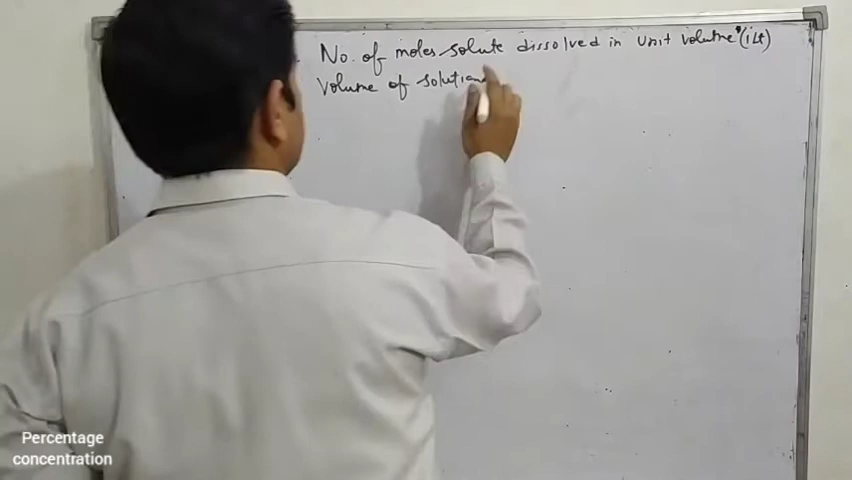 No. of moles solute dissolved in unit volume (1Lt)
Volume of solution
Percentage
concentration